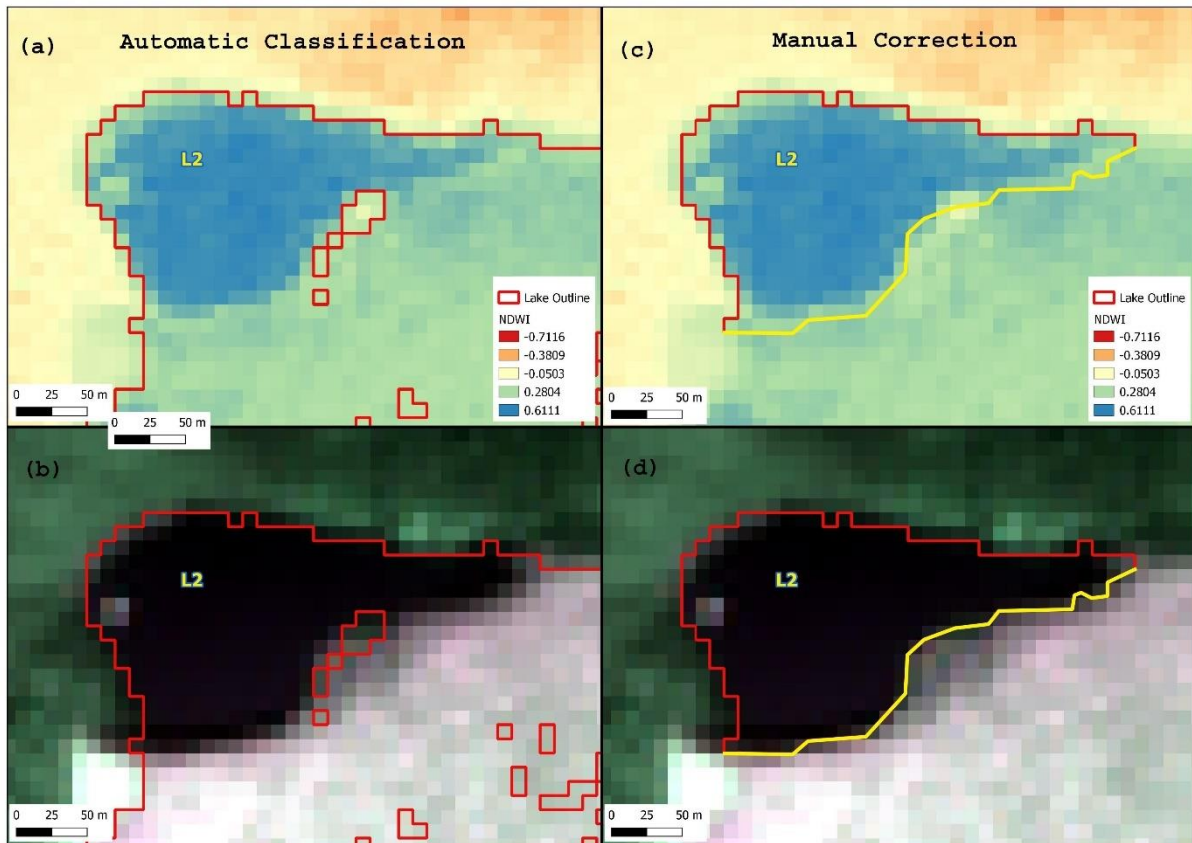 (a) Automatic Classification
L2
Lake Outline
NDWI
-0.7116
-0.3809
-0.0503
0.2804
0.6111
0 25 50 m
0 25 50 m
(c) Manual Correction
L2
Lake Outline
NDWI
-0.7116
-0.3809
-0.0503
0.2804
0.6111
0 25 50 m
(b)
L2
0 25 50 m
(d)
L2
0 25 50 m